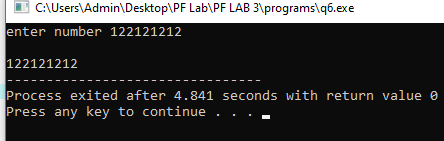 C:\Users\Admin\Desktop\PF Lab\PF LAB 3\programs\q6.exe
enter number 122121212
122121212
--------------------------------
Process exited after 4.841 seconds with return value 0
Press any key to continue . . .